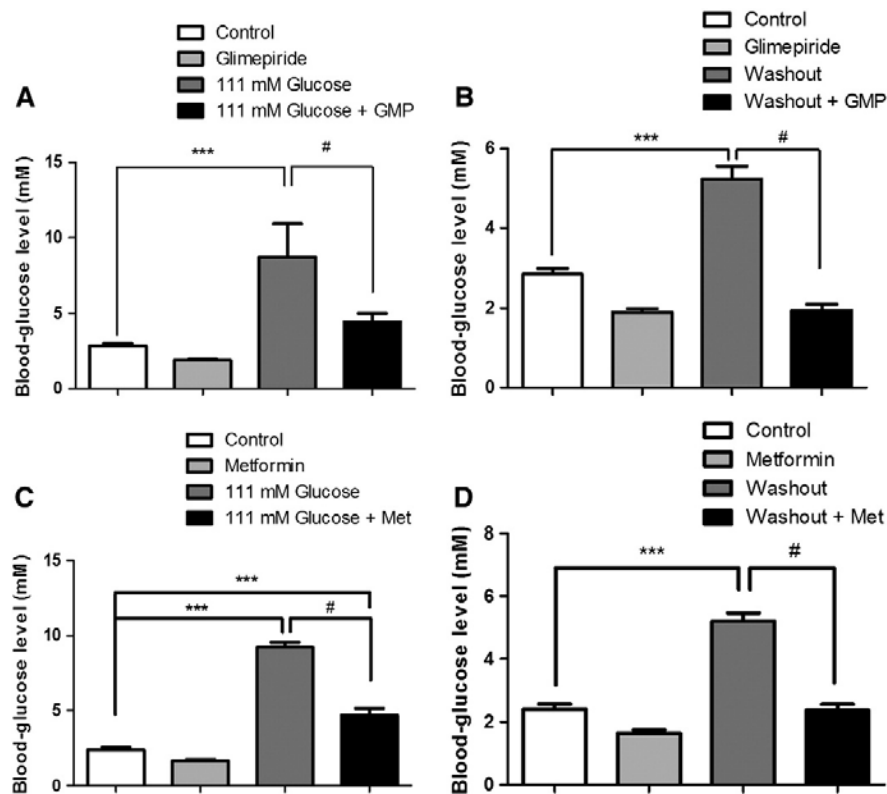 A
Control
Glimepiride
111 mM Glucose
111 mM Glucose + GMP
Blood-glucose level (mM)
15
10
5
0
***
#
B
Control
Glimepiride
Washout
Washout + GMP
Blood-glucose level (mM)
6
4
2
0
***
#
C
Control
Metformin
111 mM Glucose
111 mM Glucose + Met
Blood-glucose level (mM)
15
10
5
0
***
***
#
D
Control
Metformin
Washout
Washout + Met
Blood-glucose level (mM)
8
6
4
2
0
***
#